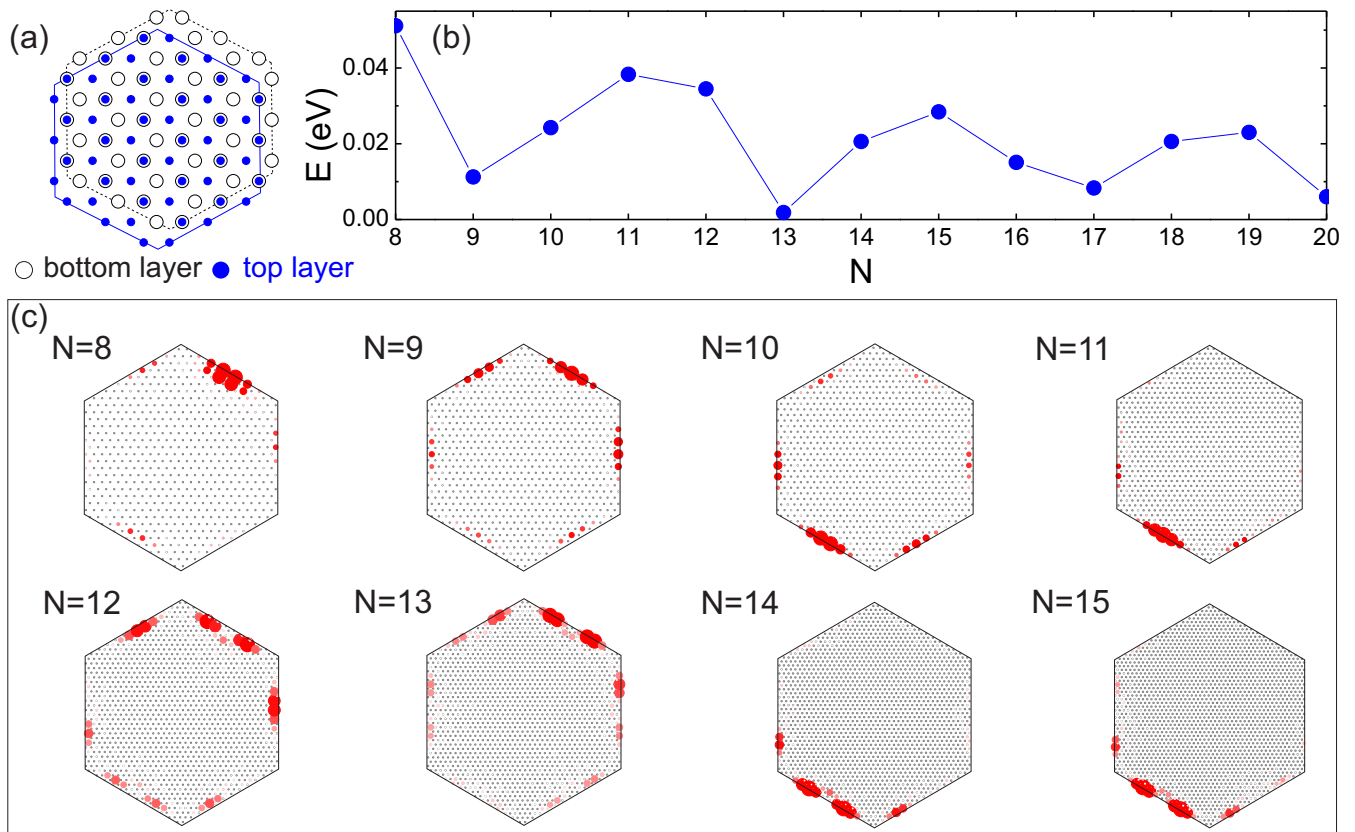 (a)
bottom layer top layer
(b)
E (eV)
0.04
0.02
0.00
8 9 10 11 12 13 14 15 16 17 18 19 20
N
(c)
N=8 N=9 N=10 N=11
N=12 N=13 N=14 N=15